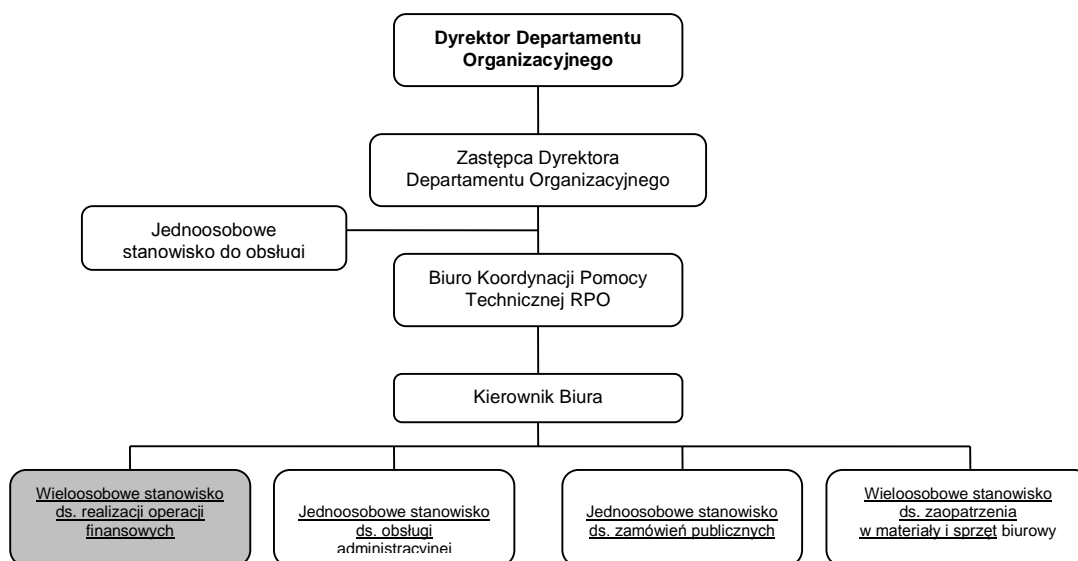 Dyrektor Departamentu
Organizacyjnego
Zastępca Dyrektora
Departamentu Organizacyjnego
Jednoosobowe
stanowisko do obsługi
Biuro Koordynacji Pomocy
Technicznej RPO
Kierownik Biura
Wieloosobowe stanowisko
ds. realizacji operacji
finansowych
Jednoosobowe stanowisko
ds. obsługi
administracyjnej
Jednoosobowe stanowisko
ds. zamówień publicznych
Wieloosobowe stanowisko
ds. zaopatrzenia
w materiały i sprzęt biurowy